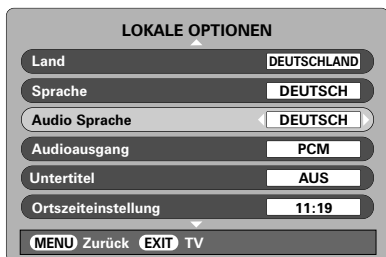 LOKALE OPTIONEN
Land DEUTSCHLAND
Sprache DEUTSCH
Audio Sprache DEUTSCH
Audioausgang PCM
Untertitel AUS
Ortszeiteinstellung 11:19
MENU Zurück EXIT TV